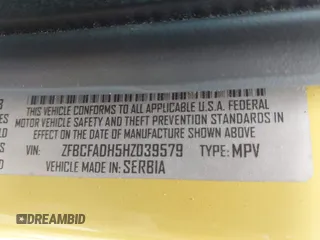 THIS VEHICLE CONFORMS TO ALL APPLICABLE U.S.A. FEDERAL
MOTOR VEHICLE SAFETY AND THEFT PREVENTION STANDARDS IN
EFFECT ON THE DATE OF MANUFACTURE SHOWN ABOVE.
VIN: ZFBCFADH5HZ039579 TYPE: MPV
VEHICLE MADE IN: SERBIA
DREAMBID